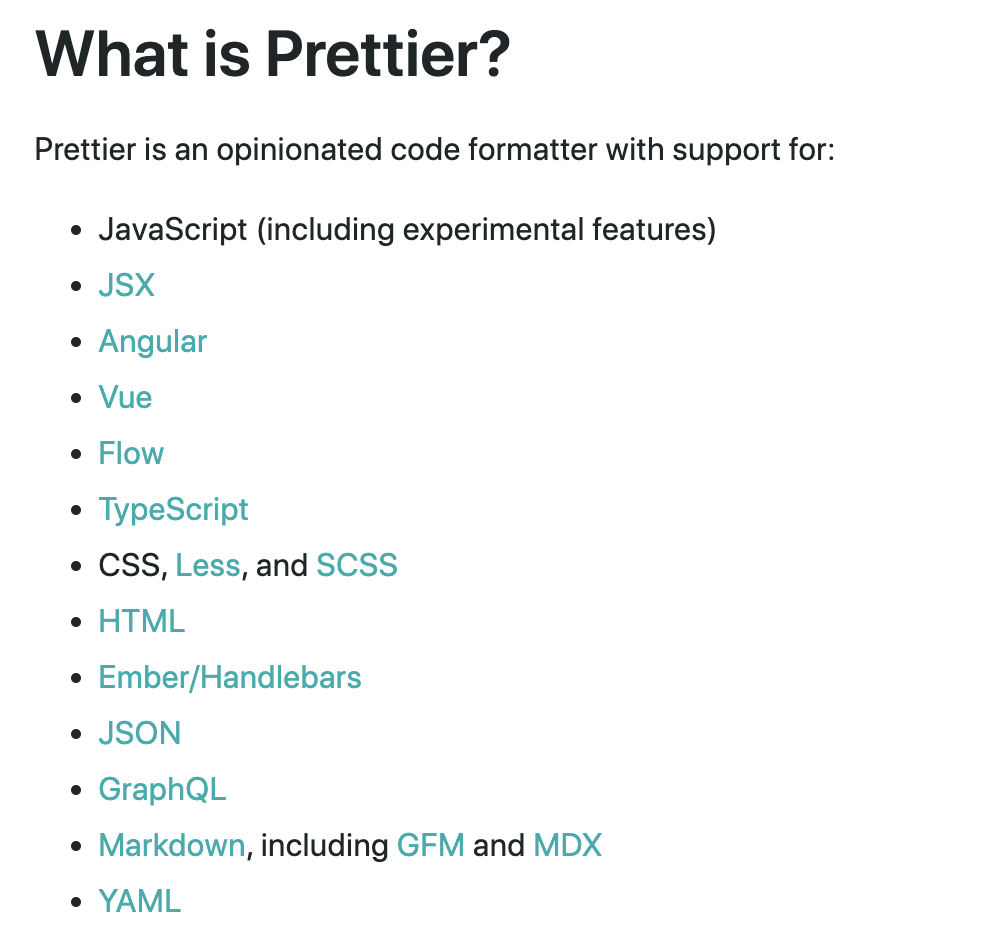 What is Prettier?
Prettier is an opinionated code formatter with support for:
• JavaScript (including experimental features)
• JSX
• Angular
• Vue
• Flow
• TypeScript
• CSS, Less, and SCSS
• HTML
• Ember/Handlebars
• JSON
• GraphQL
• Markdown, including GFM and MDX
• YAML